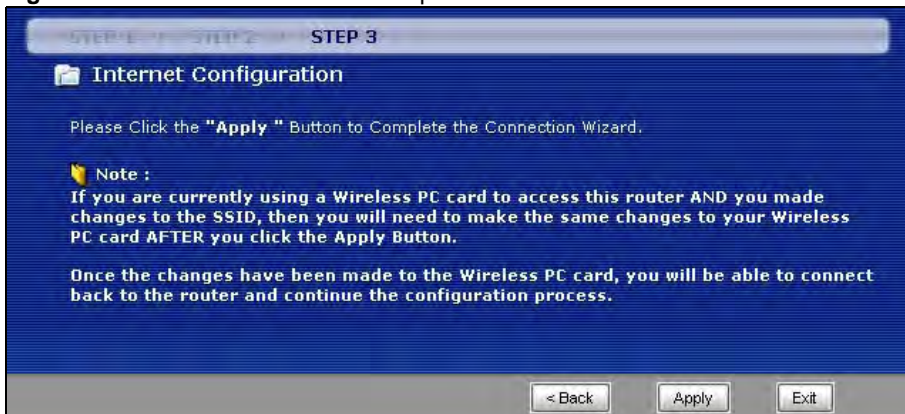 STEP 1 STEP 2 STEP 3
Internet Configuration
Please Click the "Apply " Button to Complete the Connection Wizard.
Note :
If you are currently using a Wireless PC card to access this router AND you made
changes to the SSID, then you will need to make the same changes to your Wireless
PC card AFTER you click the Apply Button.
Once the changes have been made to the Wireless PC card, you will be able to connect
back to the router and continue the configuration process.
< Back Apply Exit